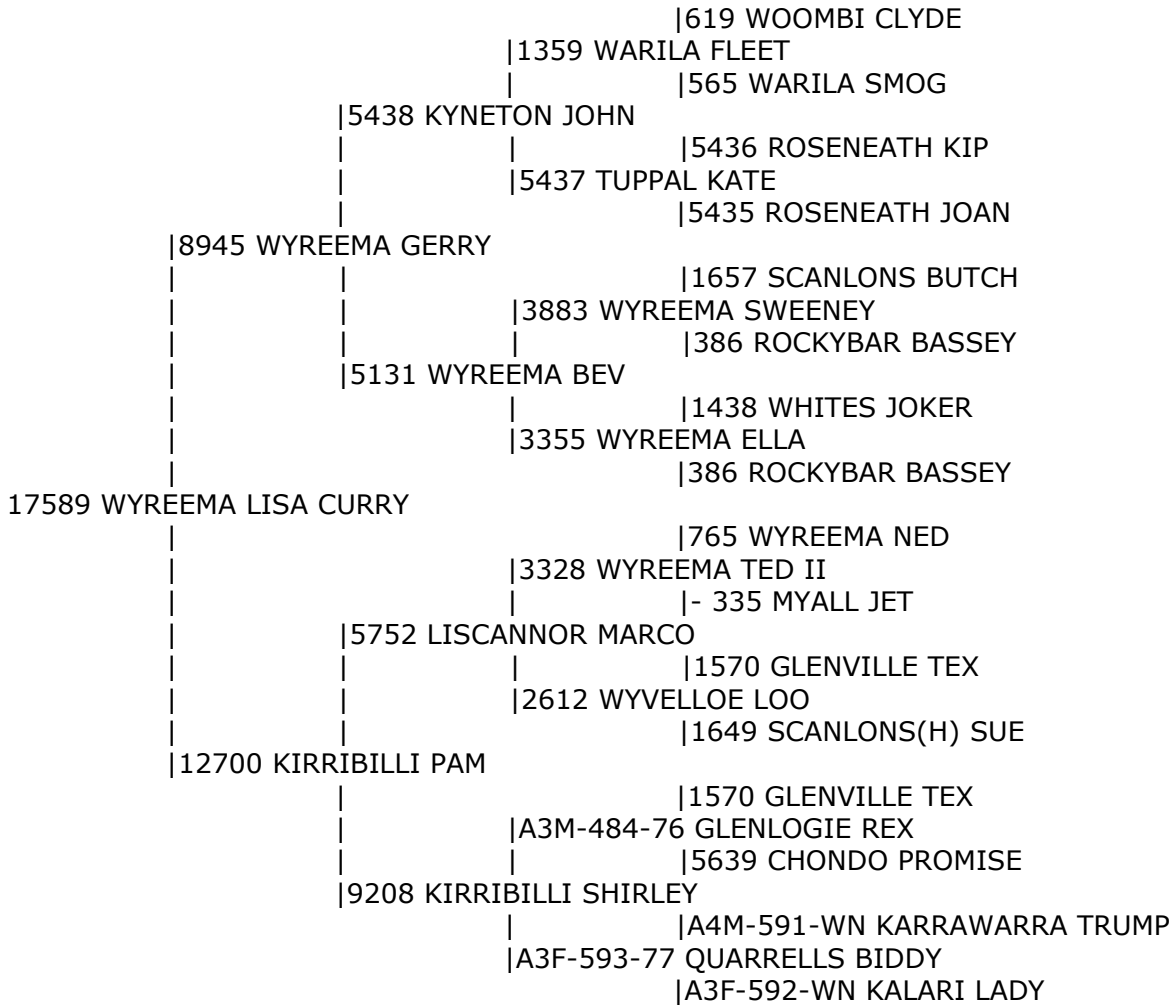 |619 WOOMBI CLYDE
|1359 WARILA FLEET
| |565 WARILA SMOG
|5438 KYNETON JOHN
| | |5436 ROSENEATH KIP
| |5437 TUPPAL KATE
| |5435 ROSENEATH JOAN
|8945 WYREEMA GERRY
| | |1657 SCANLONS BUTCH
| | |3883 WYREEMA SWEENEY
| | | |386 ROCKYBAR BASSEY
| |5131 WYREEMA BEV
| | |1438 WHITES JOKER
| |3355 WYREEMA ELLA
| |386 ROCKYBAR BASSEY
17589 WYREEMA LISA CURRY
| |765 WYREEMA NED
| |3328 WYREEMA TED II
| | |- 335 MYALL JET
| |5752 LISCANNOR MARCO
| | | |1570 GLENVILLE TEX
| | |2612 WYVELLOE LOO
| | |1649 SCANLONS(H) SUE
|12700 KIRRIBILLI PAM
| |1570 GLENVILLE TEX
| |A3M-484-76 GLENLOGIE REX
| | |5639 CHONDO PROMISE
|9208 KIRRIBILLI SHIRLEY
| |A4M-591-WN KARRAWARRA TRUMP
|A3F-593-77 QUARRELLS BIDDY
|A3F-592-WN KALARI LADY